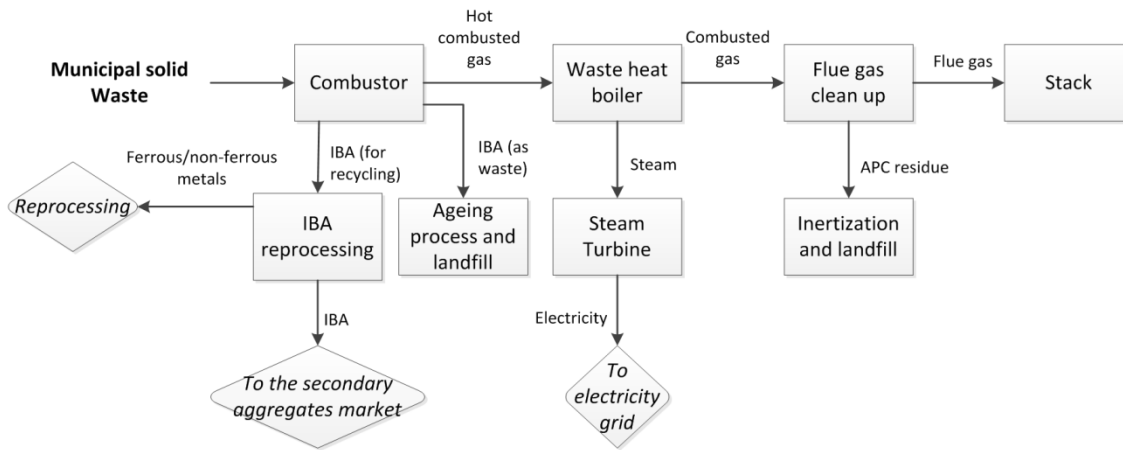 Hot
combusted
gas
Combusted
gas
Flue gas
Municipal solid
Waste
Combustor
Waste heat
boiler
Flue gas
clean up
Stack
Ferrous/non-ferrous
metals
IBA (for
recycling)
IBA (as
waste)
Steam
APC residue
Reprocessing
IBA
reprocessing
Ageing
process and
landfill
Steam
Turbine
Inertization
and landfill
IBA
Electricity
To the secondary
aggregates market
To
electricity
grid